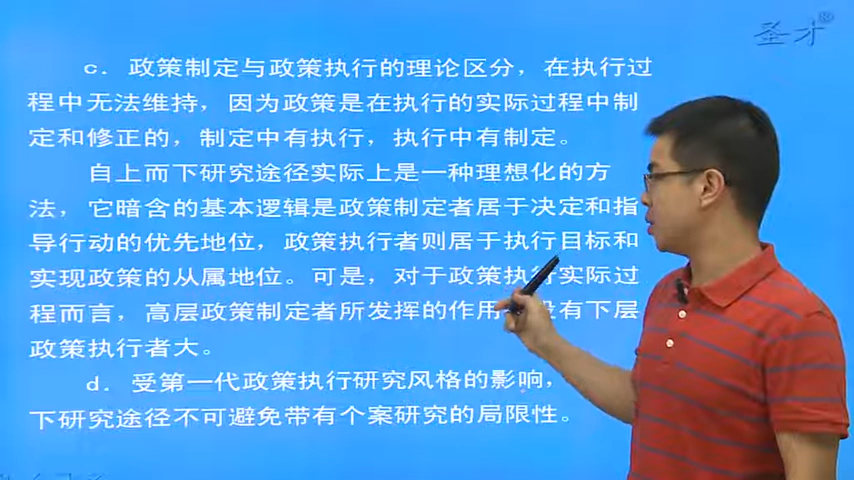 圣才®
c. 政策制定与政策执行的理论区分，在执行过
程中无法维持，因为政策是在执行的实际过程中制
定和修正的，制定中有执行，执行中有制定。
自上而下研究途径实际上是一种理想化的方
法，它暗含的基本逻辑是政策制定者居于决定和指
导行动的优先地位，政策执行者则居于执行目标和
实现政策的从属地位。可是，对于政策执行实际过
程而言，高层政策制定者所发挥的作用 没有下层
政策执行者大。
d. 受第一代政策执行研究风格的影响，
下研究途径不可避免带有个案研究的局限性。